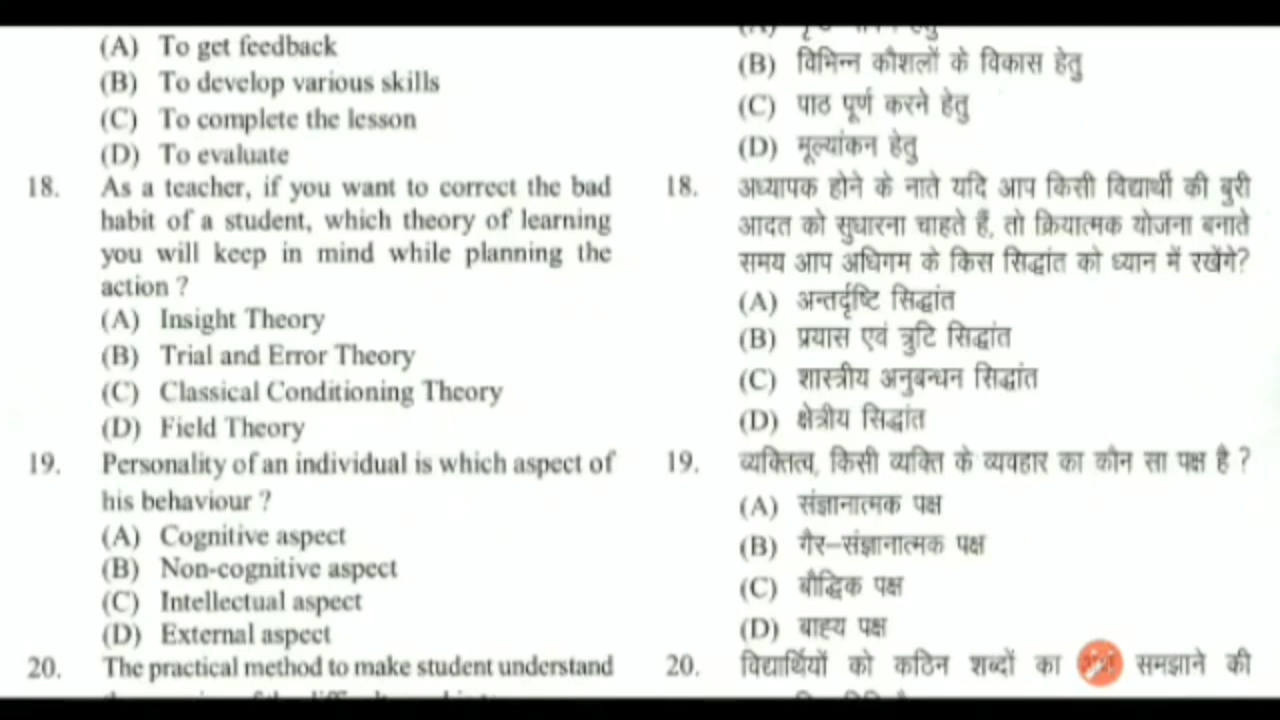 (A) To get feedback
(B) To develop various skills
(C) To complete the lesson
(D) To evaluate
18. As a teacher, if you want to correct the bad
habit of a student, which theory of learning
you will keep in mind while planning the
action ?
(A) Insight Theory
(B) Trial and Error Theory
(C) Classical Conditioning Theory
(D) Field Theory
19. Personality of an individual is which aspect of
his behaviour ?
(A) Cognitive aspect
(B) Non-cognitive aspect
(C) Intellectual aspect
(D) External aspect
20. The practical method to make student understand
(B) विभिन्न कौशलों के विकास हेतु
(C) पाठ पूर्ण करने हेतु
(D) मूल्यांकन हेतु
18. अध्यापक होने के नाते यदि आप किसी विद्यार्थी की बुरी
आदत को सुधारना चाहते हैं, तो क्रियात्मक योजना बनाते
समय आप अधिगम के किस सिद्धांत को ध्यान में रखेंगे?
(A) अन्तर्दृष्टि सिद्धांत
(B) प्रयास एवं त्रुटि सिद्धांत
(C) शास्त्रीय अनुबन्धन सिद्धांत
(D) क्षेत्रीय सिद्धांत
19. व्यक्तित्व, किसी व्यक्ति के व्यवहार का कौन सा पक्ष है ?
(A) संज्ञानात्मक पक्ष
(B) गैर-संज्ञानात्मक पक्ष
(C) बौद्धिक पक्ष
(D) बाह्य पक्ष
20. विद्यार्थियों को कठिन शब्दों का समझाने की